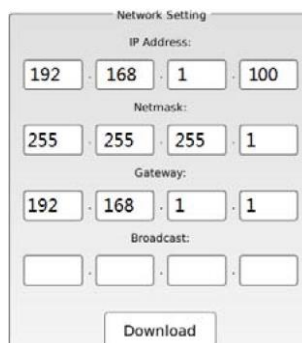 Network Setting
IP Address:
192 . 168 . 1 . 100
Netmask:
255 . 255 . 255 . 1
Gateway:
192 . 168 . 1 . 1
Broadcast:
. . .
Download